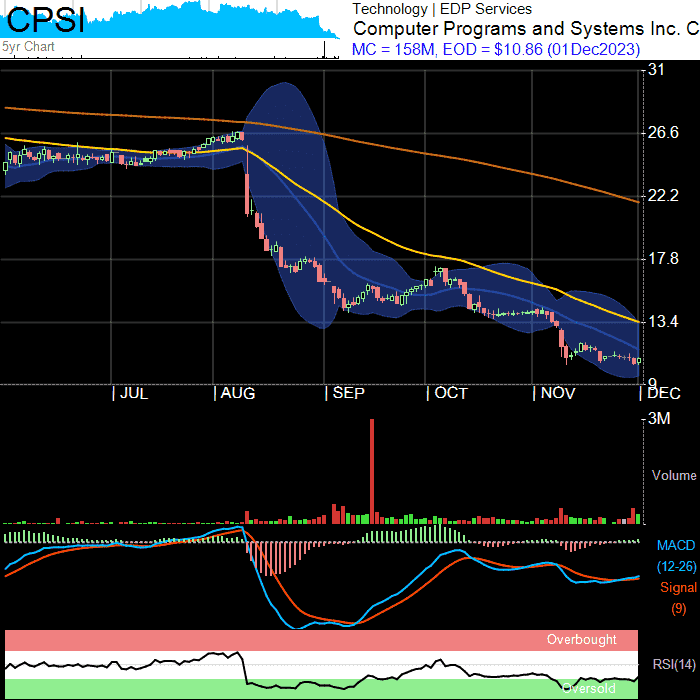 CPSI
Technology | EDP Services
Computer Programs and Systems Inc. C
5yr Chart
MC = 158M, EOD = $10.86 (01Dec2023)
31
26.6
22.2
17.8
13.4
9
| JUL
| AUG
| SEP
| OCT
| NOV
| DEC
3M
Volume
MACD
(12-26)
Signal
(9)
Overbought
RSI(14)
Oversold